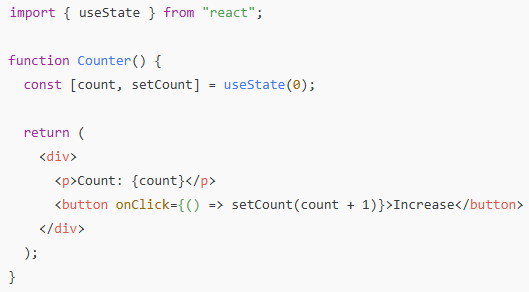 import { useState } from "react";

function Counter() {
  const [count, setCount] = useState(0);

  return (
    <div>
      <p>Count: {count}</p>
      <button onClick={() => setCount(count + 1)}>Increase</button>
    </div>
  );
}